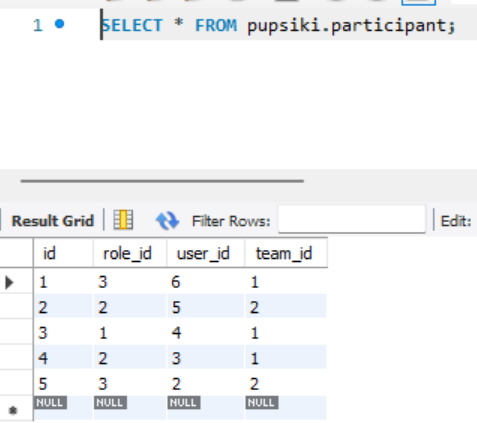 1 SELECT * FROM pupsiki.participant;
Result Grid Filter Rows: Edit:
id role_id user_id team_id
1 3 6 1
2 2 5 2
3 1 4 1
4 2 3 1
5 3 2 2
NULL NULL NULL NULL